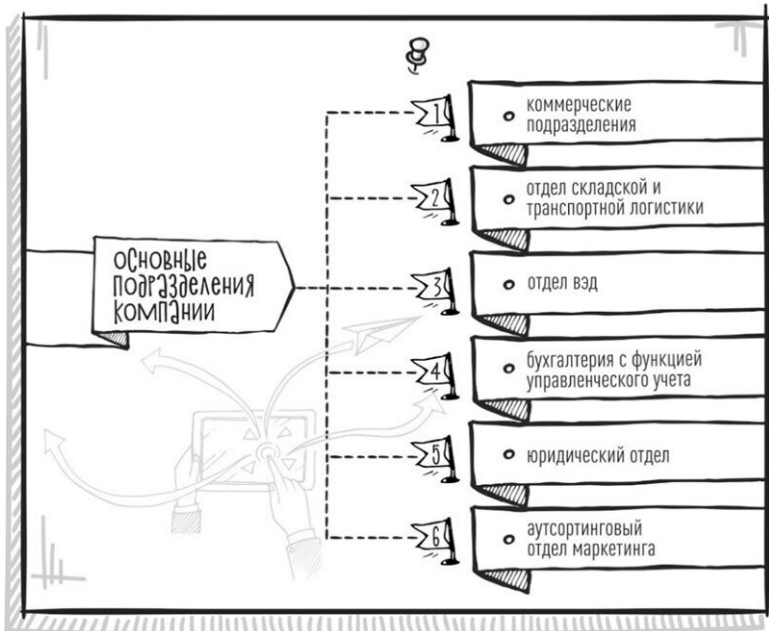 основные
подразделения
компании
1
коммерческие
подразделения
2
отдел складской и
транспортной логистики
3
отдел вэд
4
бухгалтерия с функцией
управленческого учета
5
юридический отдел
6
аутсортинговый
отдел маркетинга